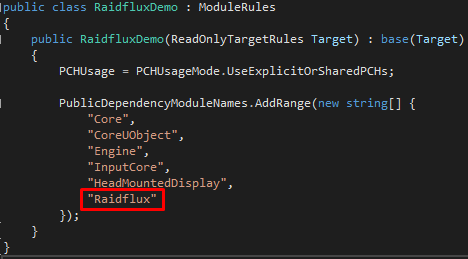 public class RaidfluxDemo : ModuleRules
{
public RaidfluxDemo(ReadOnlyTargetRules Target) : base(Target)
{
PCHUsage = PCHUsageMode.UseExplicitOrSharedPCHs;
PublicDependencyModuleNames.AddRange(new string[] {
"Core",
"CoreUObject",
"Engine",
"InputCore",
"HeadMountedDisplay",
"Raidflux"
});
}
}